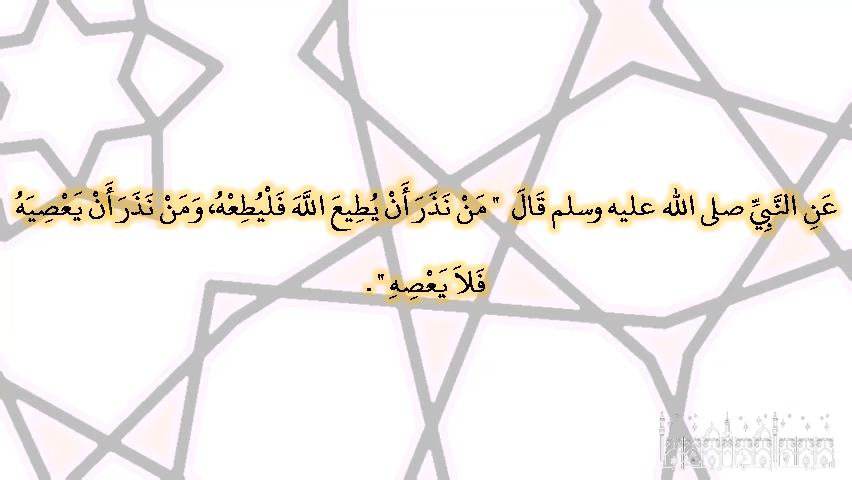 عَنِ النَّبِيِّ صلى الله عليه وسلم قَالَ ‏"‏ مَنْ نَذَرَ أَنْ يُطِيعَ اللَّهَ فَلْيُطِعْهُ، وَمَنْ نَذَرَ أَنْ يَعْصِيَهُ
فَلاَ يَعْصِهِ ‏"‏‏.‏